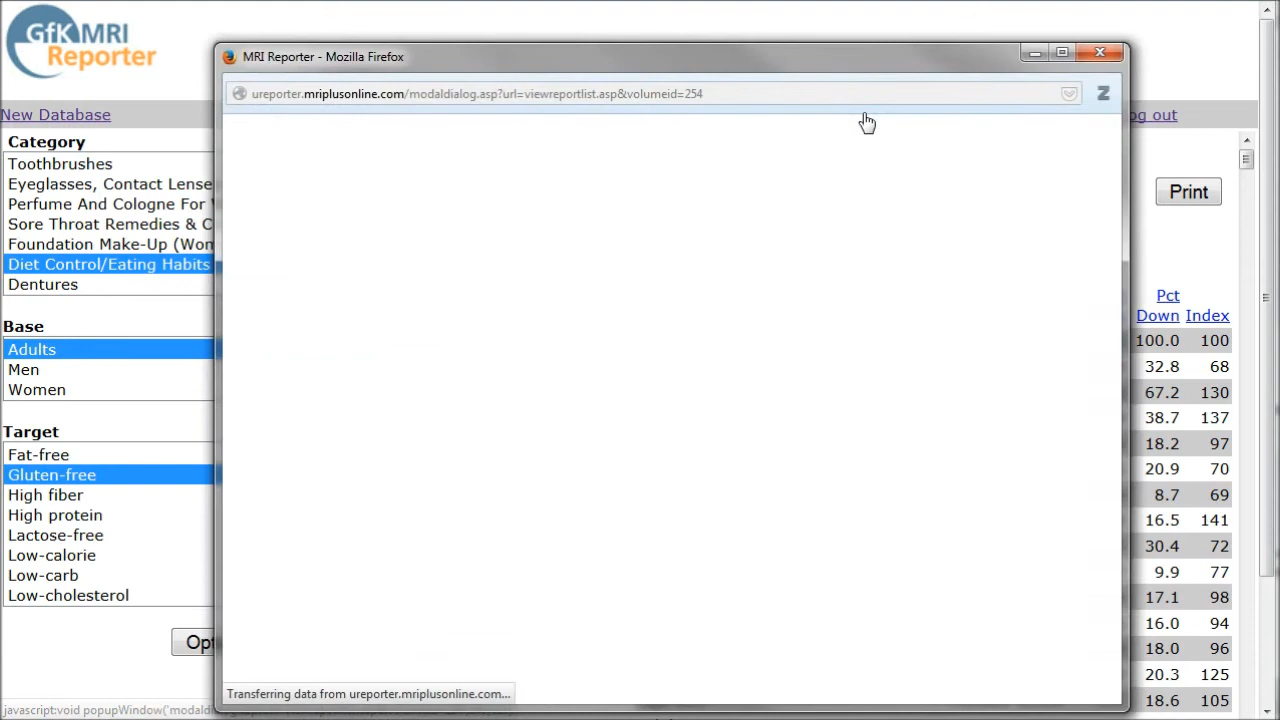 GfK MRI
Reporter
MRI Reporter - Mozilla Firefox
ureporter.mriplusonline.com/modaldialog.asp?url=viewreportlist.asp&volumeid=254
New Database
og out
Category
Toothbrushes
Eyeglasses, Contact Lense
Perfume And Cologne For
Sore Throat Remedies & C
Foundation Make-Up (Wom
Diet Control/Eating Habits
Dentures
Base
Adults
Men
Women
Target
Fat-free
Gluten-free
High fiber
High protein
Lactose-free
Low-calorie
Low-carb
Low-cholesterol
Opt
Print
Pct
Down Index
100.0 100
32.8 68
67.2 130
38.7 137
18.2 97
20.9 70
8.7 69
16.5 141
30.4 72
9.9 77
17.1 98
16.0 94
18.0 96
20.3 125
18.6 105
Transferring data from ureporter.mriplusonline.com...
javascript:void popupWindow('modaldi